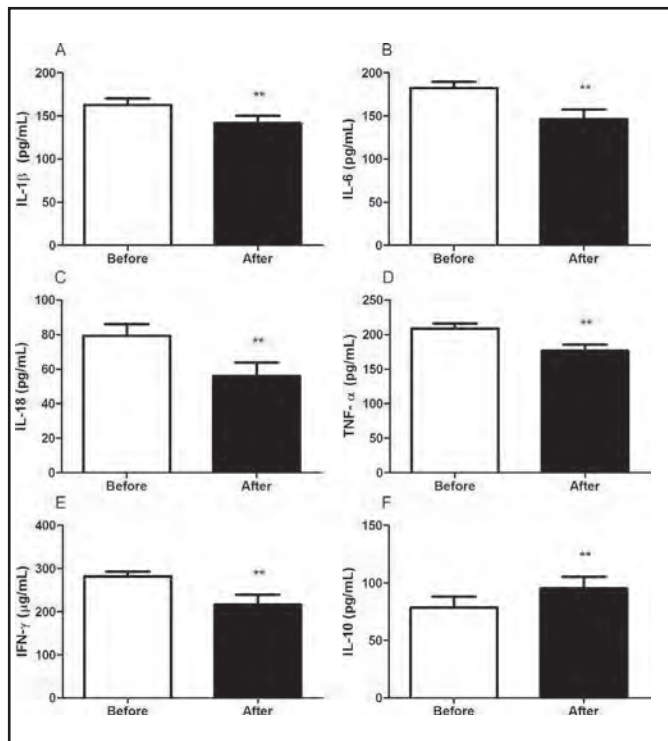 A
IL-1β (pg/mL)
200
150
100
50
0
**
Before After
B
IL-6 (pg/mL)
200
150
100
50
0
**
Before After
C
IL-18 (pg/mL)
100
80
60
40
20
0
**
Before After
D
TNF- α (pg/mL)
250
200
150
100
50
0
**
Before After
E
IFN-γ (μg/mL)
400
300
200
100
0
**
Before After
F
IL-10 (pg/mL)
150
100
50
0
**
Before After